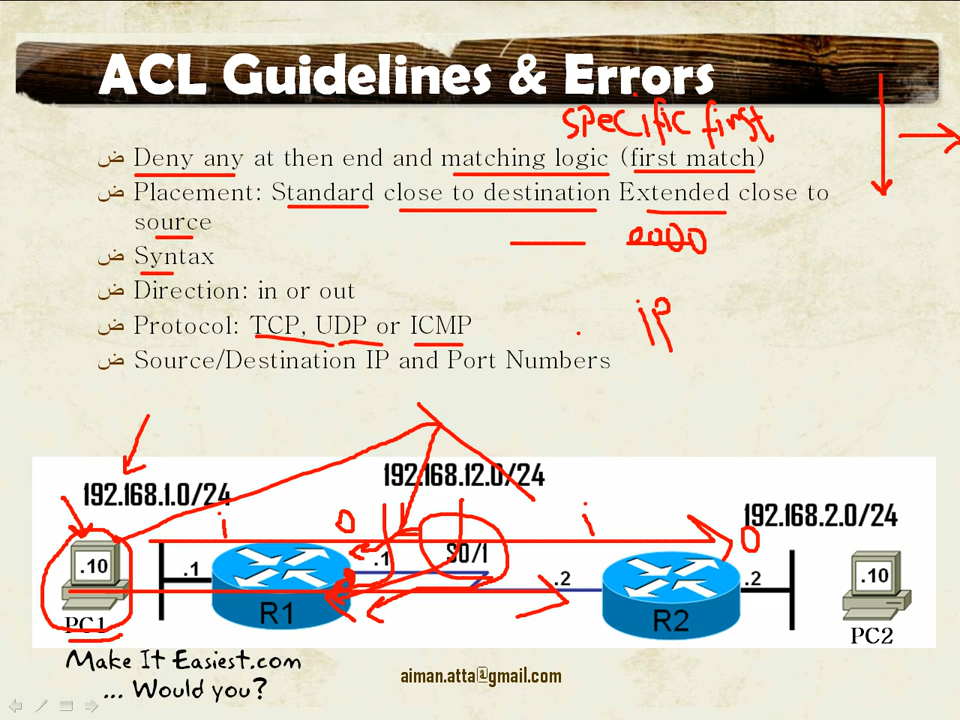 ACL Guidelines & Errors
specific first
ض Deny any at then end and matching logic (first match)
ض Placement: Standard close to destination Extended close to
source
ض Syntax
ض Direction: in or out
ض Protocol: TCP, UDP or ICMP
ip
ض Source/Destination IP and Port Numbers
192.168.1.0/24
192.168.12.0/24
192.168.2.0/24
i
o
i
o
.10
.1
.1
S0/1
.2
.2
.10
R1
R2
PC1
PC2
Make It Easiest.com
... Would you?
aiman.atta@gmail.com